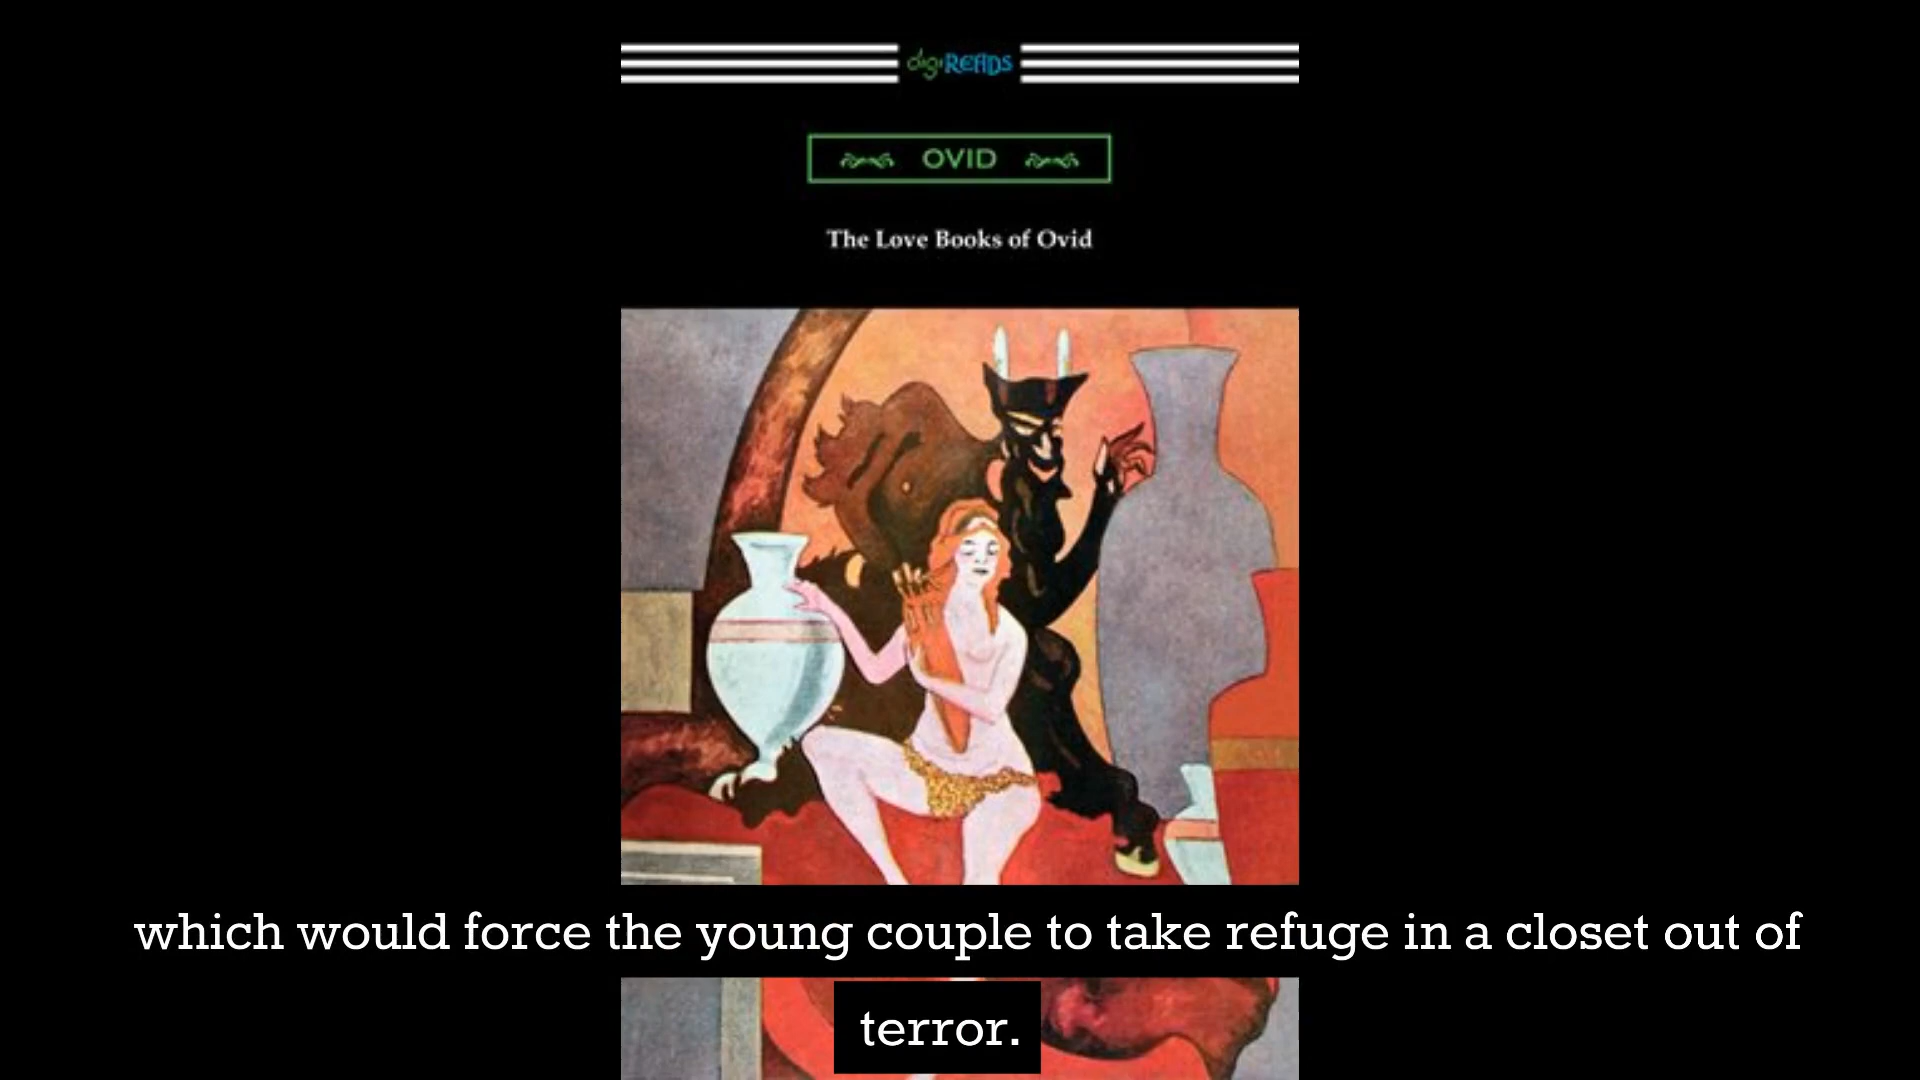 digiREADS
OVID
The Love Books of Ovid
which would force the young couple to take refuge in a closet out of
terror.